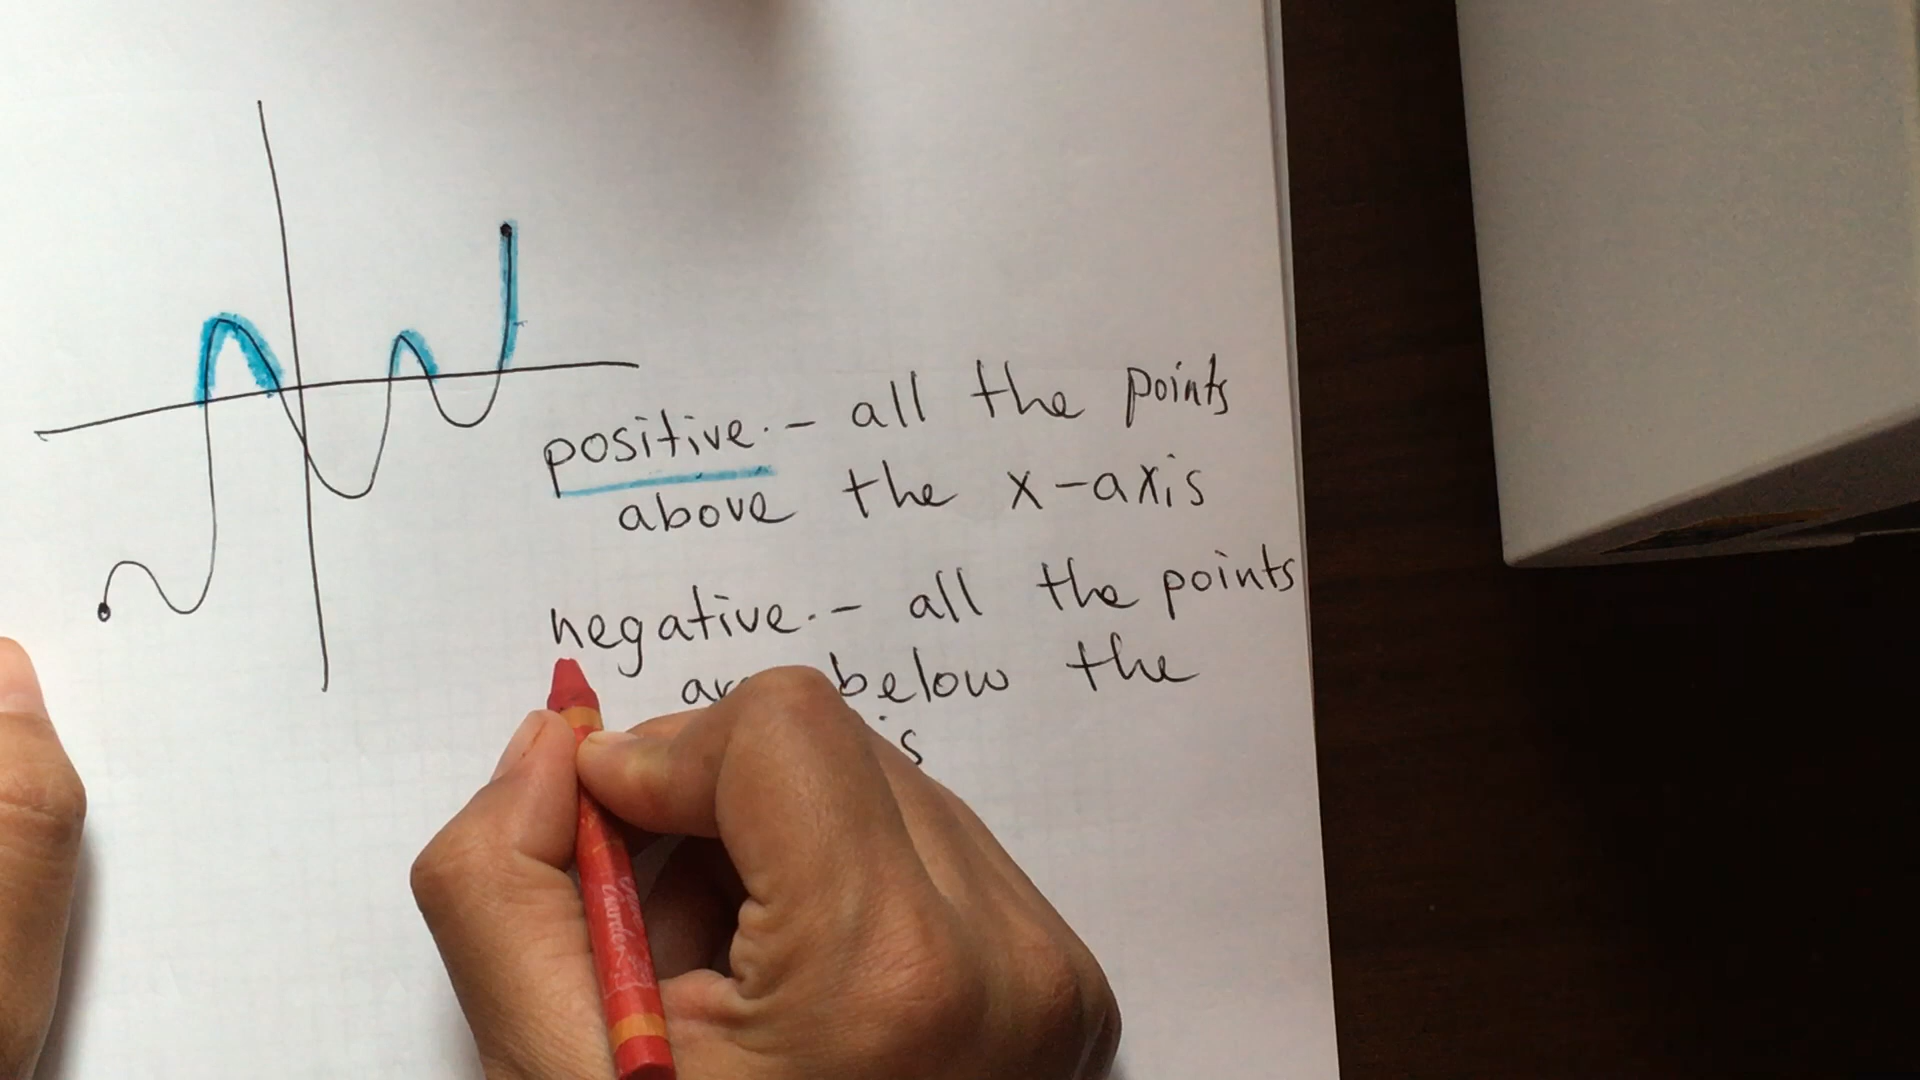 positive.- all the points
above the x-axis
negative.- all the points
below the